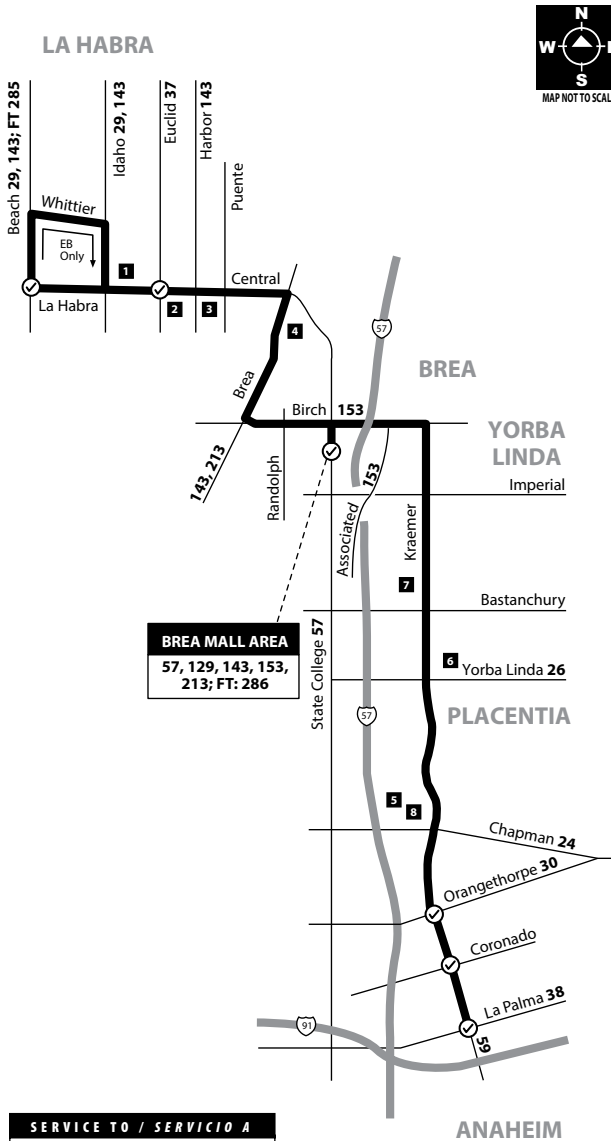 LA HABRA
N
W
S
MAP NOT TO SCAL
Beach 29, 143; FT 285
Idaho 29, 143
Euclid 37
Harbor 143
Puente
Whittier
EB
Only
1
Central
La Habra
2
3
4
57
BREA
Brea
Birch 153
YORBA
LINDA
143, 213
Randolph
153
Imperial
Associated
Kraemer
7
Bastanchury
BREA MALL AREA
57, 129, 143, 153,
213; FT: 286
State College 57
6
Yorba Linda 26
57
PLACENTIA
5
8
Chapman 24
Orangethorpe 30
Coronado
La Palma 38
91
59
SERVICE TO / SERVICIO A
ANAHEIM